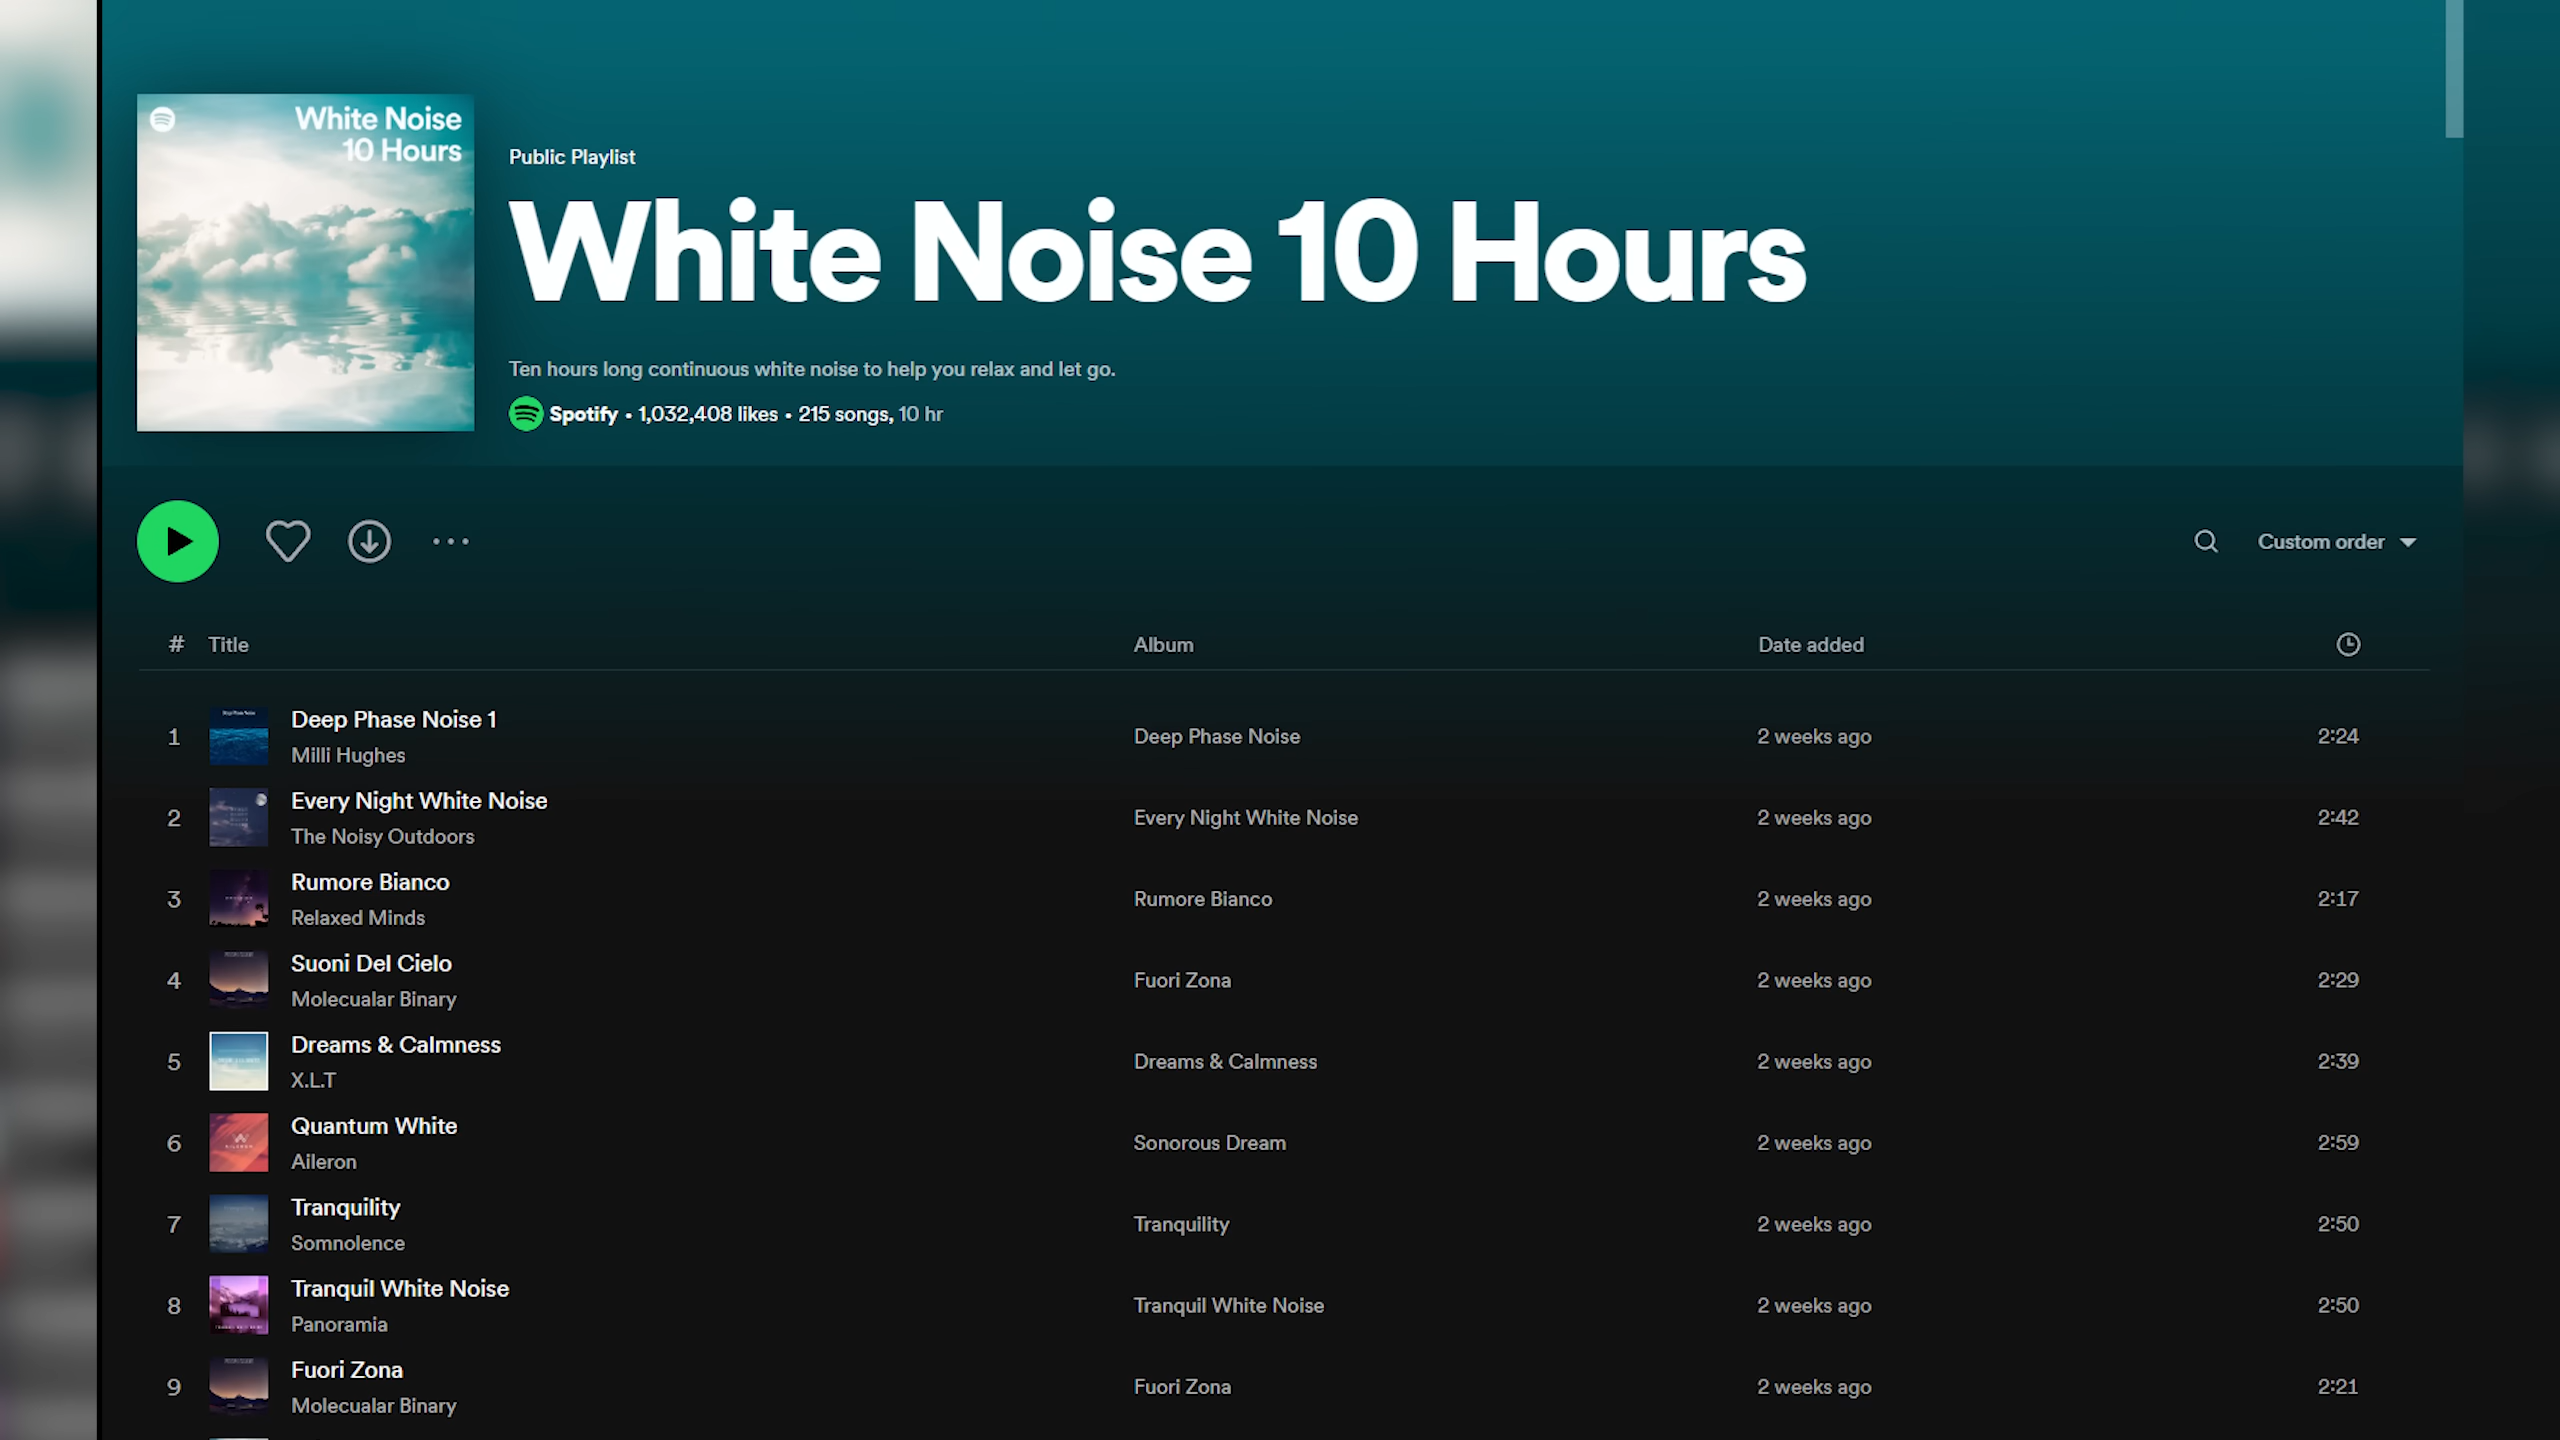 White Noise
10 Hours
Public Playlist
White Noise 10 Hours
Ten hours long continuous white noise to help you relax and let go.
Spotify • 1,032,408 likes • 215 songs, 10 hr
Custom order
# Title Album Date added
1 Deep Phase Noise 1 Deep Phase Noise 2 weeks ago 2:24
Milli Hughes
2 Every Night White Noise Every Night White Noise 2 weeks ago 2:42
The Noisy Outdoors
3 Rumore Bianco Rumore Bianco 2 weeks ago 2:17
Relaxed Minds
4 Suoni Del Cielo Fuori Zona 2 weeks ago 2:29
Molecualar Binary
5 Dreams & Calmness Dreams & Calmness 2 weeks ago 2:39
X.L.T
6 Quantum White Sonorous Dream 2 weeks ago 2:59
Aileron
7 Tranquility Tranquility 2 weeks ago 2:50
Somnolence
8 Tranquil White Noise Tranquil White Noise 2 weeks ago 2:50
Panoramia
9 Fuori Zona Fuori Zona 2 weeks ago 2:21
Molecualar Binary